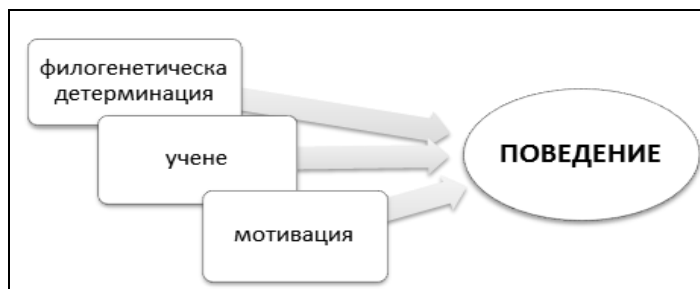 филогенетическа
детерминация
учене
мотивация
ПОВЕДЕНИЕ